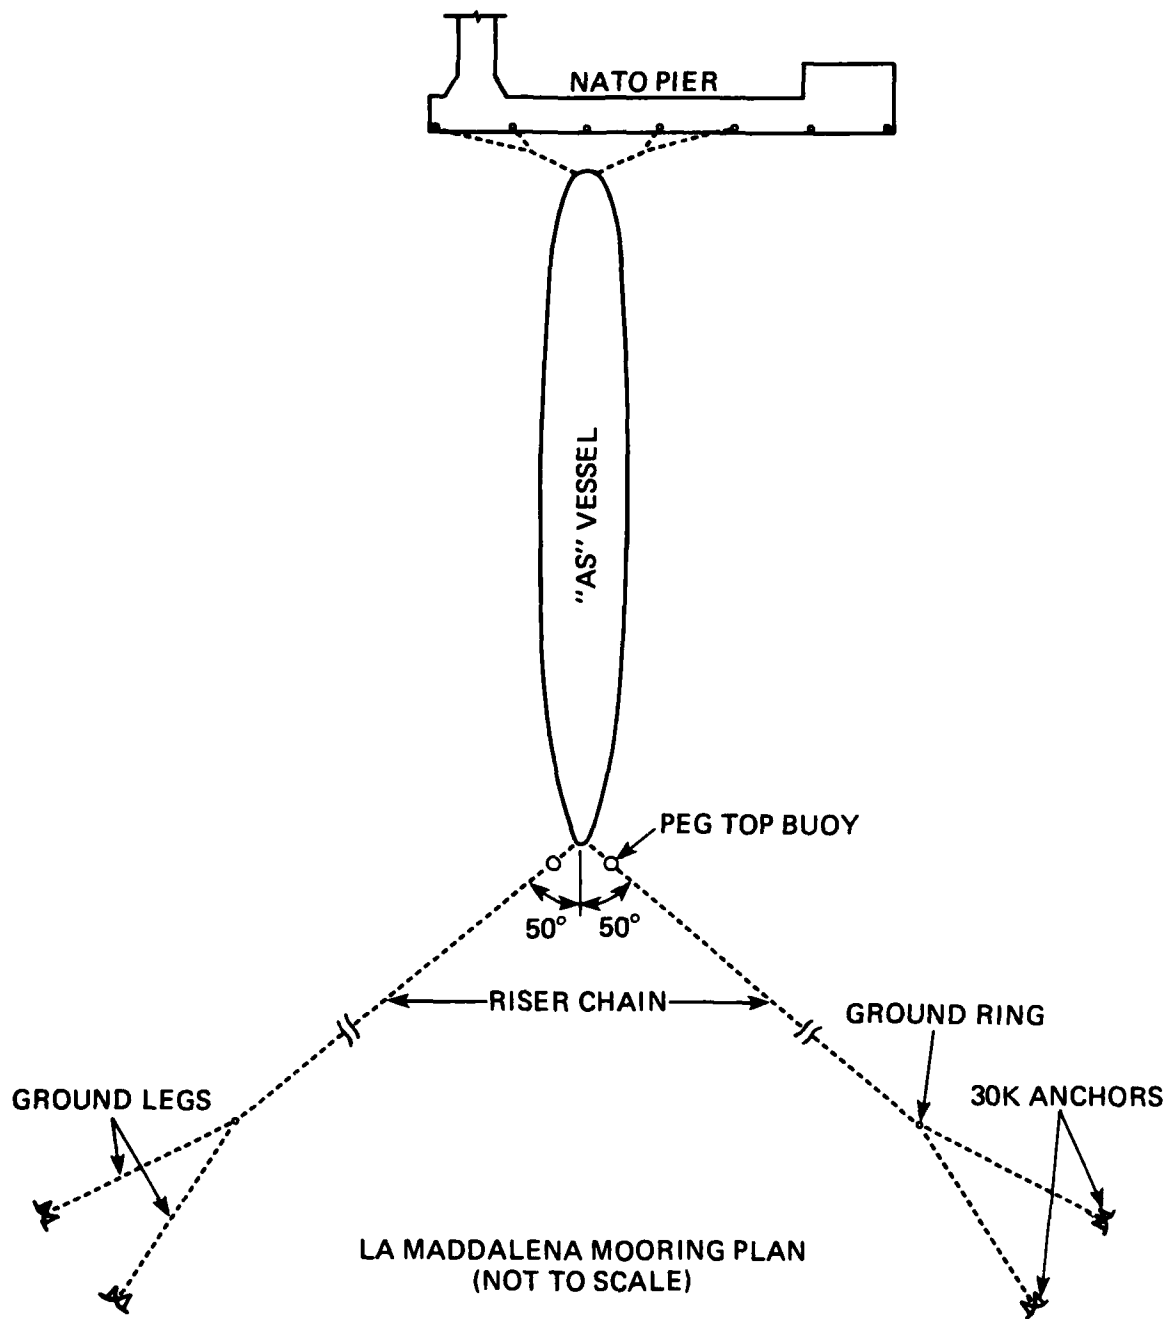 NATO PIER
"AS" VESSEL
PEG TOP BUOY
50° 50°
RISER CHAIN
GROUND RING
GROUND LEGS
30K ANCHORS
LA MADDALENA MOORING PLAN
(NOT TO SCALE)